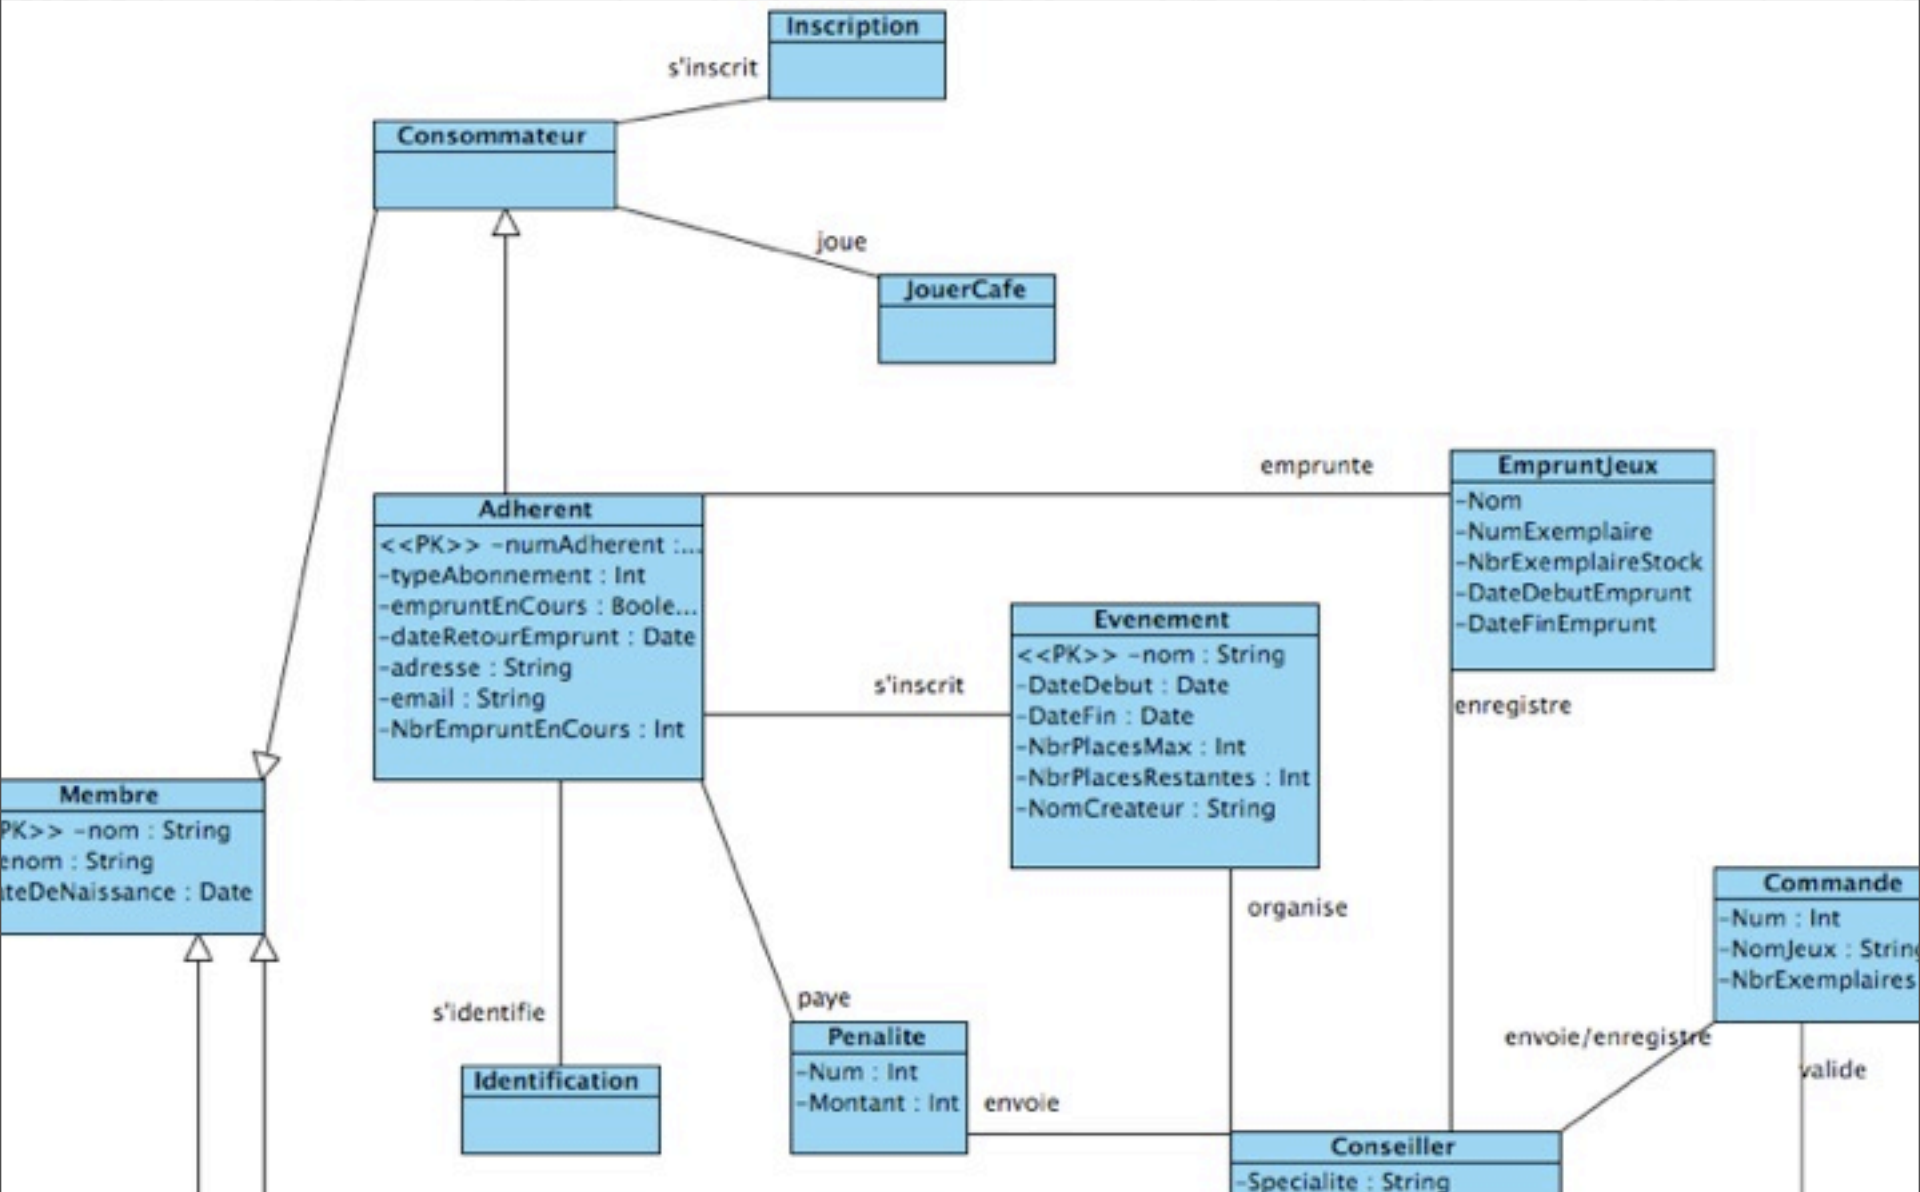 Inscription
s'inscrit
Consommateur
joue
JouerCafe
emprunte
EmpruntJeux
-Nom
-NumExemplaire
-NbrExemplaireStock
-DateDebutEmprunt
-DateFinEmprunt
enregistre
Adherent
<<PK>> -numAdherent :...
-typeAbonnement : Int
-empruntEnCours : Boole...
-dateRetourEmprunt : Date
-adresse : String
-email : String
-NbrEmpruntEnCours : Int
s'inscrit
Evenement
<<PK>> -nom : String
-DateDebut : Date
-DateFin : Date
-NbrPlacesMax : Int
-NbrPlacesRestantes : Int
-NomCreateur : String
organise
Membre
PK>> -nom : String
enom : String
ateDeNaissance : Date
Commande
-Num : Int
-NomJeux : String
-NbrExemplaires
envoie/enregistre
valide
s'identifie
Identification
paye
Penalite
-Num : Int
-Montant : Int
envoie
Conseiller
-Specialite : String